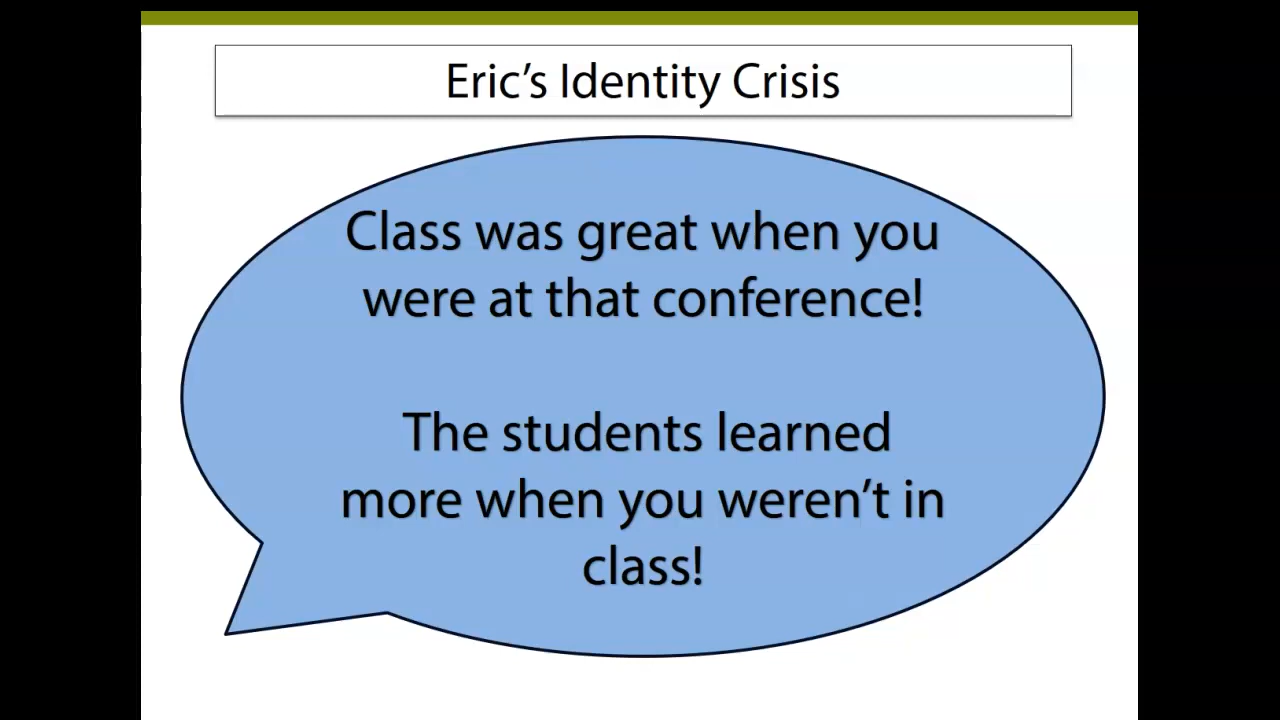 Eric’s Identity Crisis
Class was great when you
were at that conference!
The students learned
more when you weren’t in
class!